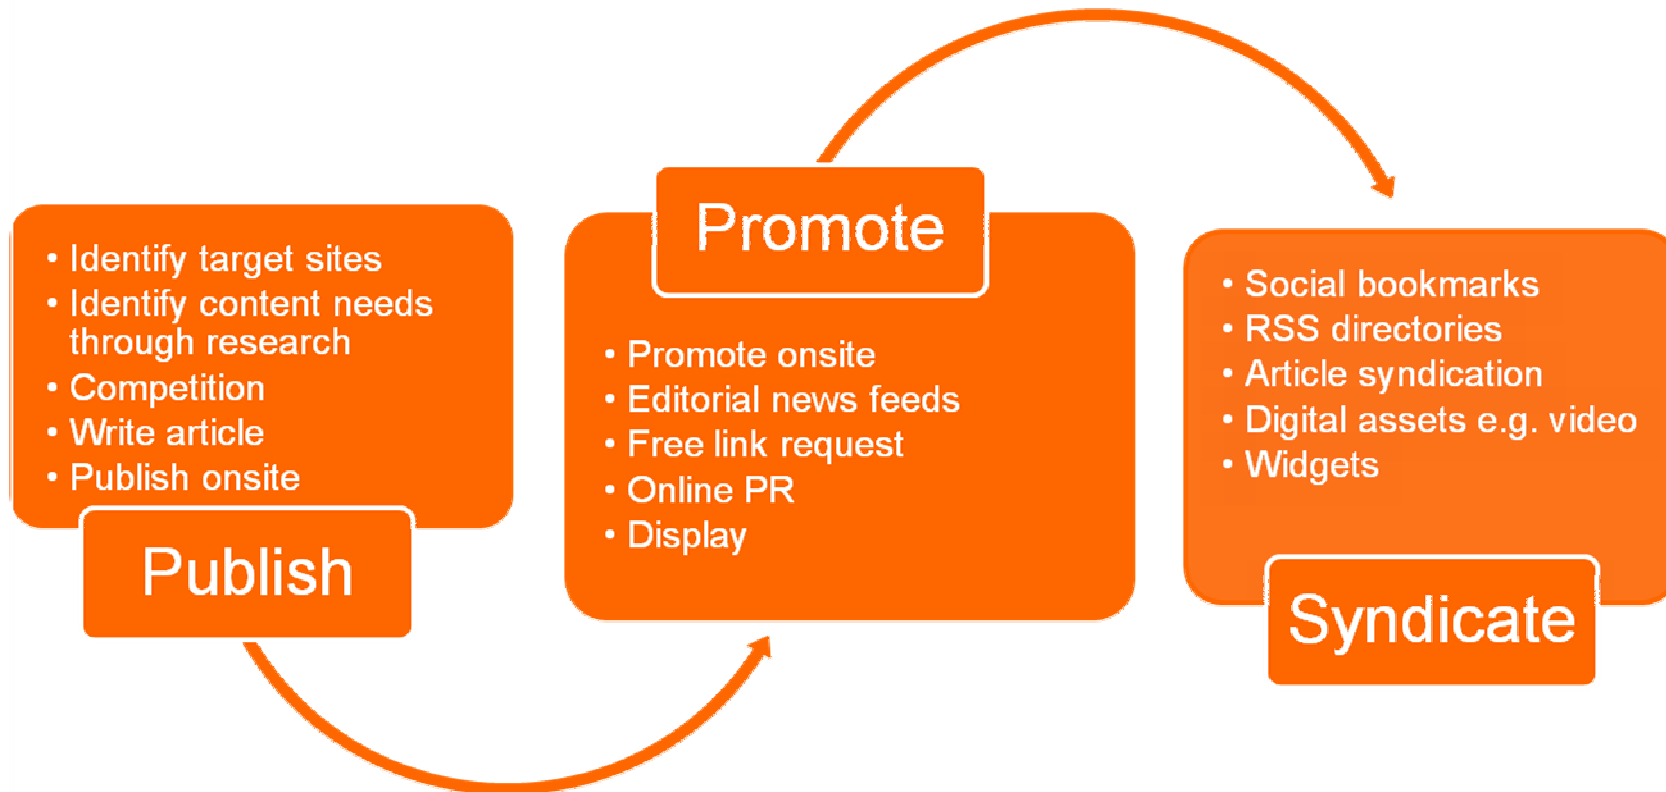 • Identify target sites
• Identify content needs
through research
• Competition
• Write article
• Publish onsite
Publish
Promote
• Promote onsite
• Editorial news feeds
• Free link request
• Online PR
• Display
• Social bookmarks
• RSS directories
• Article syndication
• Digital assets e.g. video
• Widgets
Syndicate